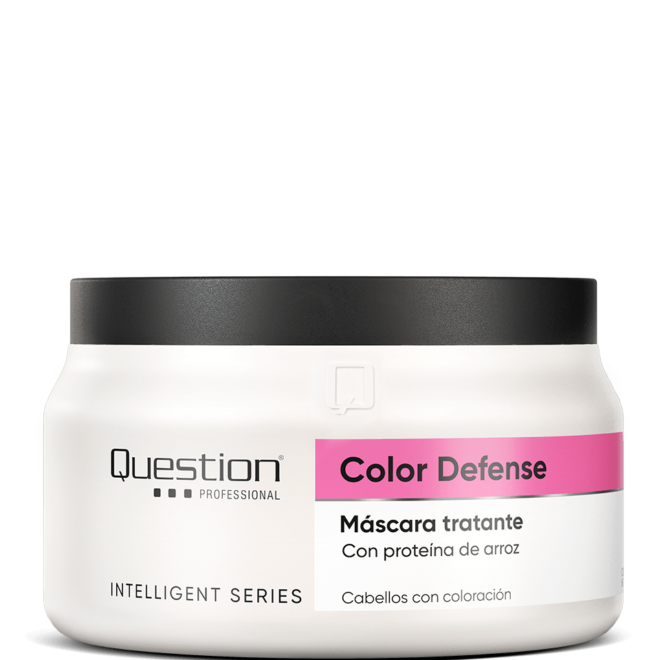 Question®
PROFESSIONAL
INTELLIGENT SERIES
Color Defense
Máscara tratante
Con proteína de arroz
Cabellos con coloración